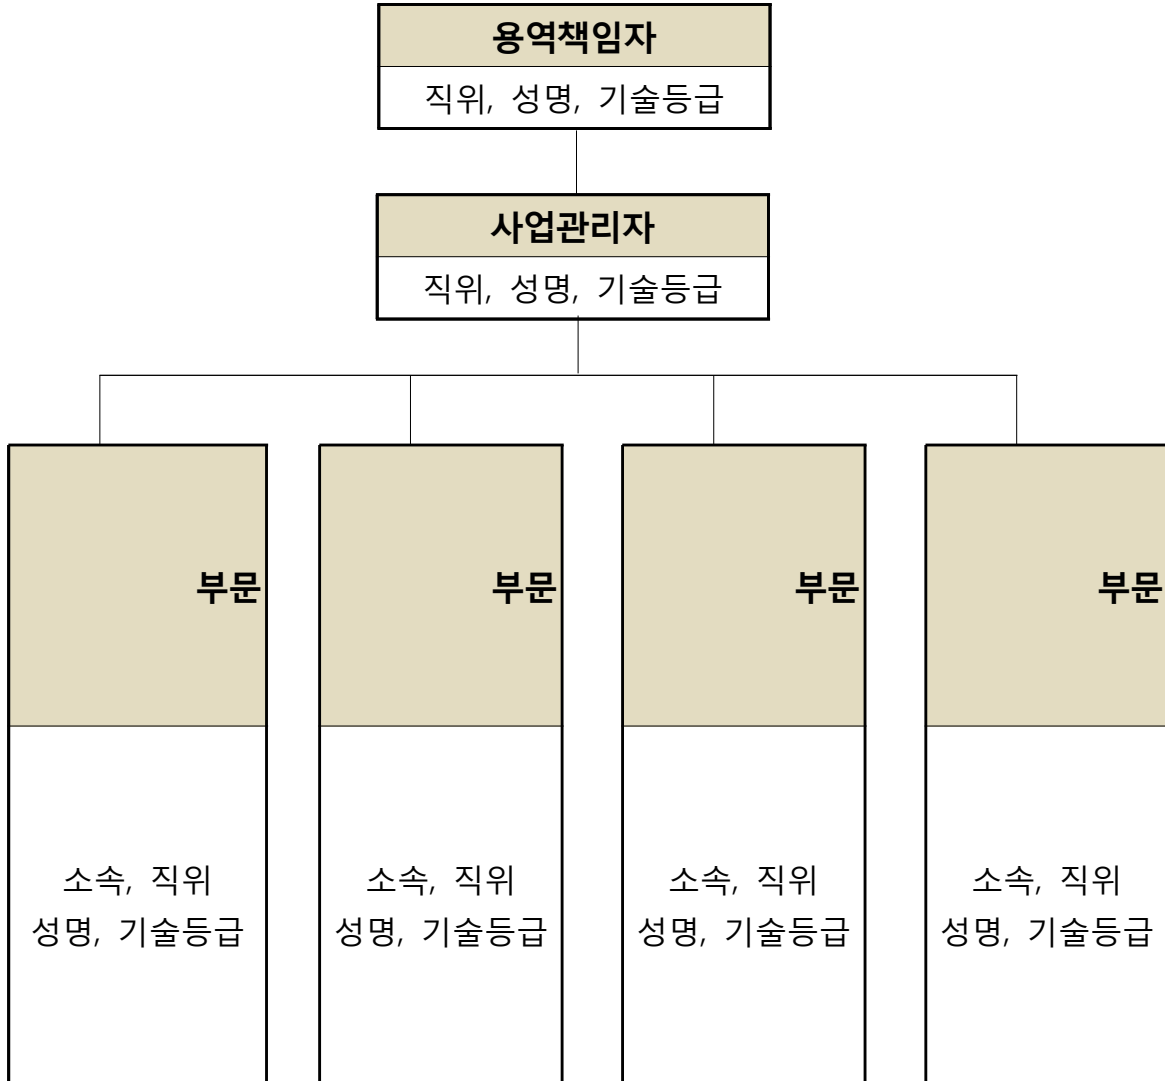 용역책임자
직위, 성명, 기술등급
사업관리자
직위, 성명, 기술등급
부문
소속, 직위
성명, 기술등급
부문
소속, 직위
성명, 기술등급
부문
소속, 직위
성명, 기술등급
부문
소속, 직위
성명, 기술등급